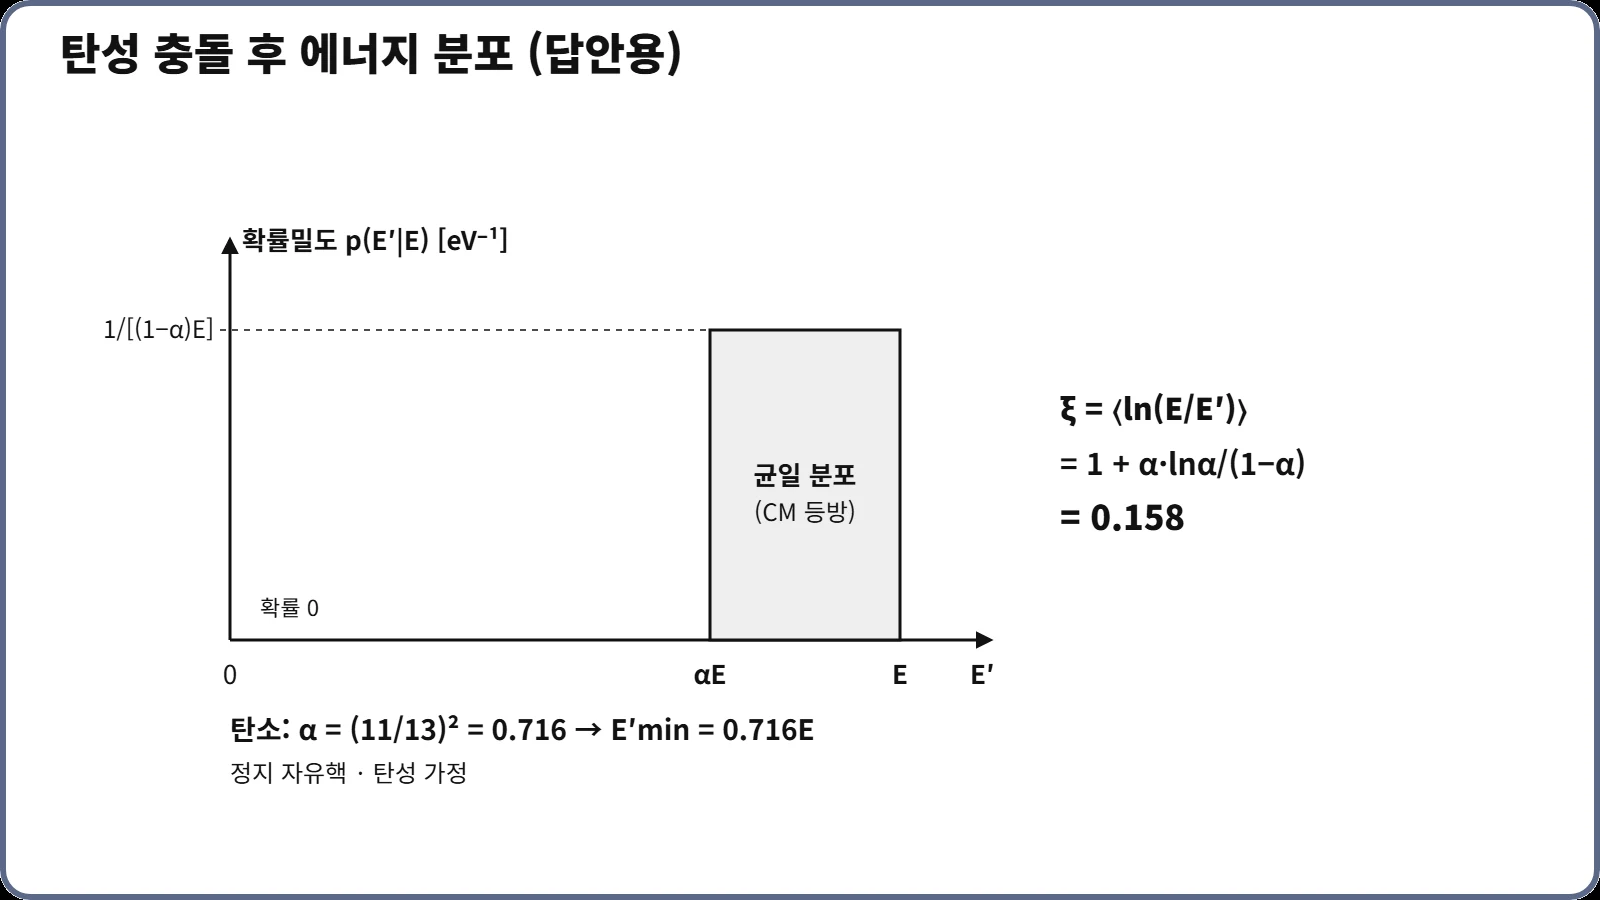 탄성 충돌 후 에너지 분포 (답안용)
확률밀도 p(E′|E) [eV⁻¹]
1/[(1−α)E]
균일 분포
(CM 등방)
확률 0
0
αE
E
E′
탄소: α = (11/13)² = 0.716 → E′min = 0.716E
정지 자유핵 · 탄성 가정
ξ = ⟨ln(E/E′)⟩
= 1 + α·lnα/(1−α)
= 0.158